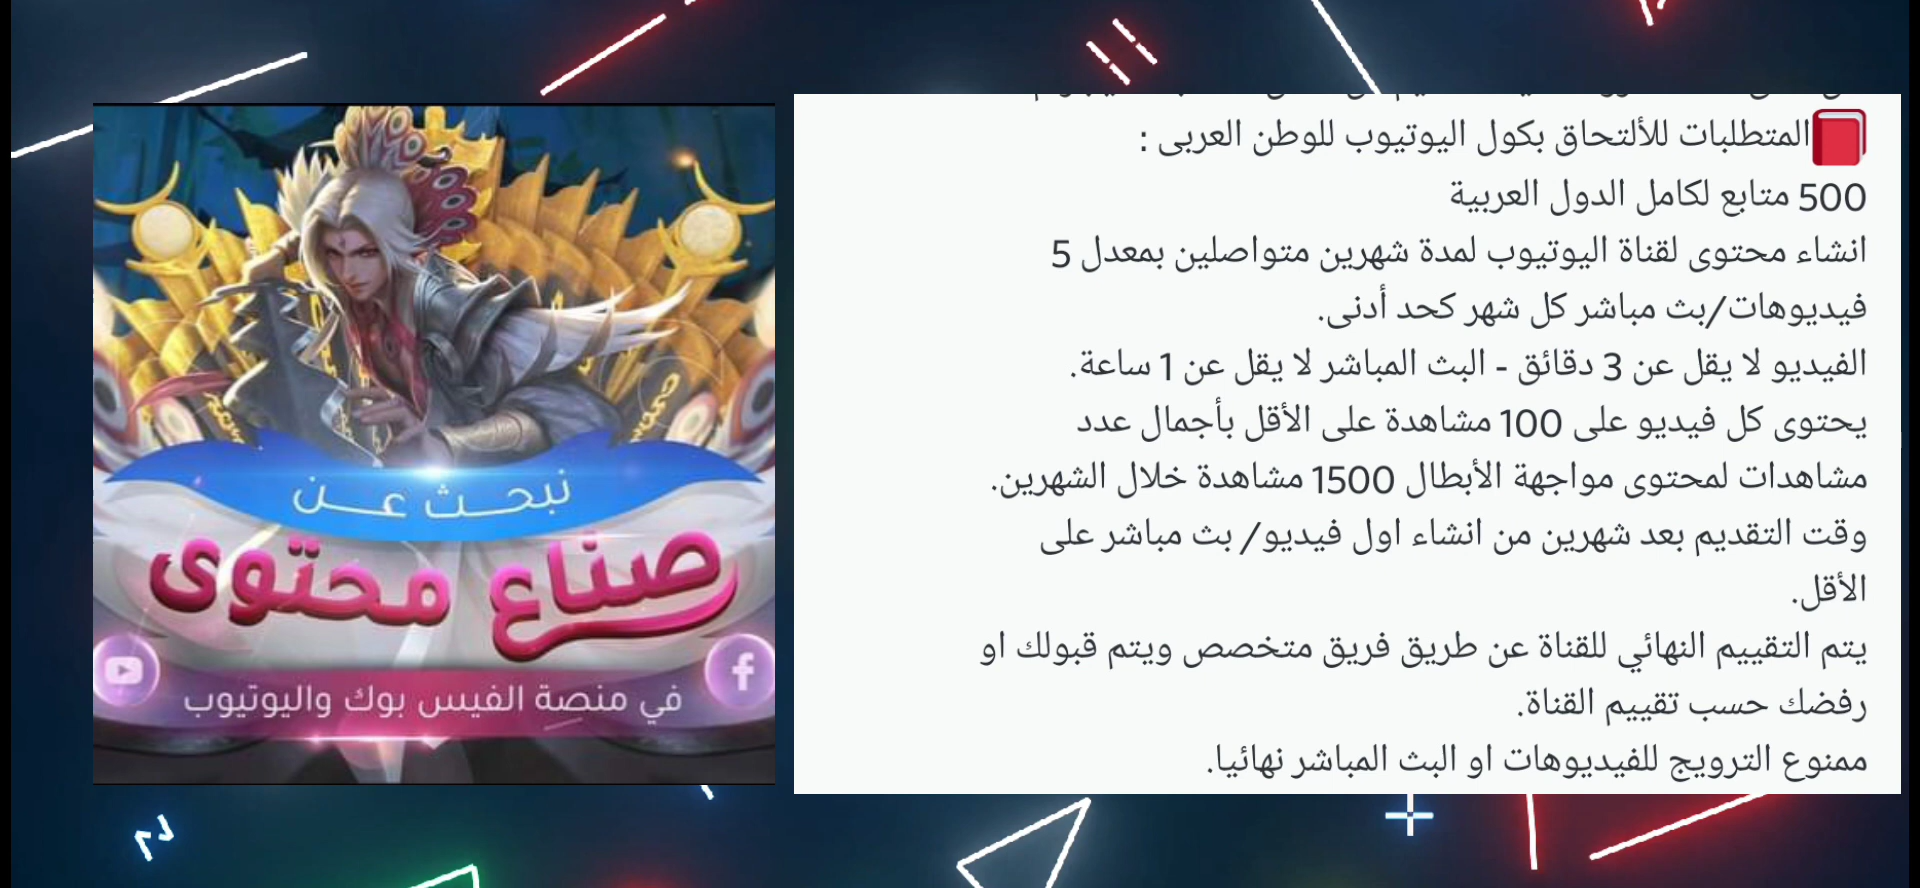 نبحث عن
صناع محتوى
في منصة الفيس بوك واليوتيوب
المتطلبات للألتحاق بكول اليوتيوب للوطن العربى :
500 متابع لكامل الدول العربية
انشاء محتوى لقناة اليوتيوب لمدة شهرين متواصلين بمعدل 5
فيديوهات/بث مباشر كل شهر كحد أدنى.
الفيديو لا يقل عن 3 دقائق - البث المباشر لا يقل عن 1 ساعة.
يحتوى كل فيديو على 100 مشاهدة على الأقل بأجمال عدد
مشاهدات لمحتوى مواجهة الأبطال 1500 مشاهدة خلال الشهرين.
وقت التقديم بعد شهرين من انشاء اول فيديو/ بث مباشر على
الأقل.
يتم التقييم النهائي للقناة عن طريق فريق متخصص ويتم قبولك او
رفضك حسب تقييم القناة.
ممنوع الترويج للفيديوهات او البث المباشر نهائيا.